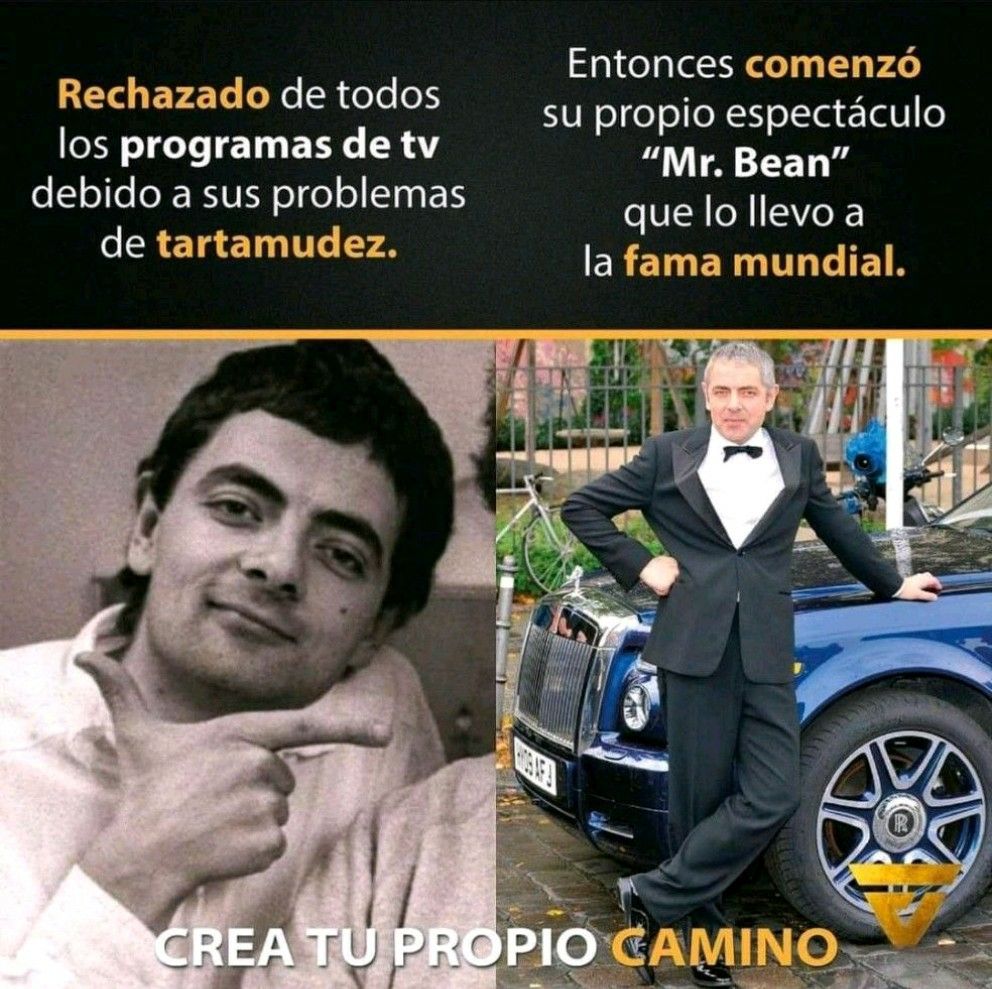 Rechazado de todos
los programas de tv
debido a sus problemas
de tartamudez.
Entonces comenzó
su propio espectáculo
“Mr. Bean”
que lo llevo a
la fama mundial.
CREA TU PROPIO CAMINO